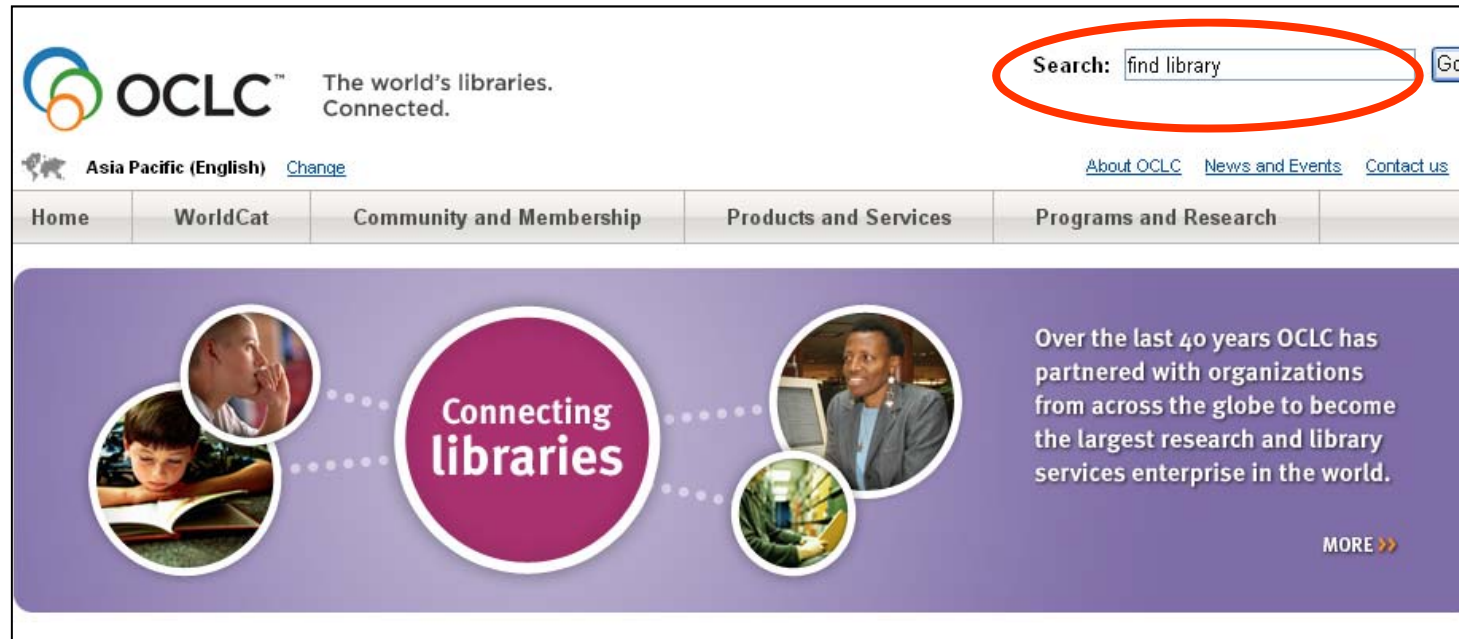 OCLC™
The world's libraries.
Connected.
Search: find library
Asia Pacific (English) Change
About OCLC News and Events Contact us
Home WorldCat Community and Membership Products and Services Programs and Research
Connecting
libraries
Over the last 40 years OCLC has
partnered with organizations
from across the globe to become
the largest research and library
services enterprise in the world.
MORE »